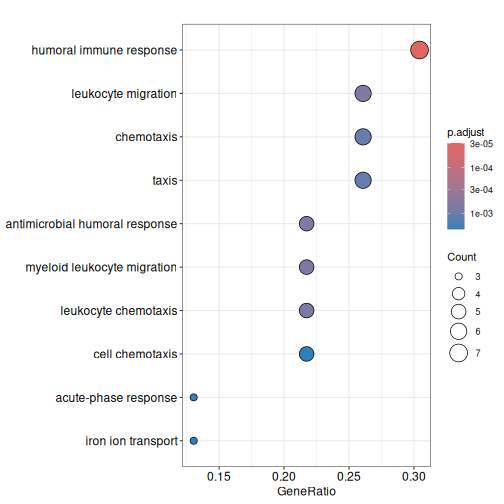 humoral immune response
leukocyte migration
chemotaxis
taxis
antimicrobial humoral response
myeloid leukocyte migration
leukocyte chemotaxis
cell chemotaxis
acute-phase response
iron ion transport
0.15 0.20 0.25 0.30
GeneRatio
p.adjust
3e-05
1e-04
3e-04
1e-03
Count
3
4
5
6
7